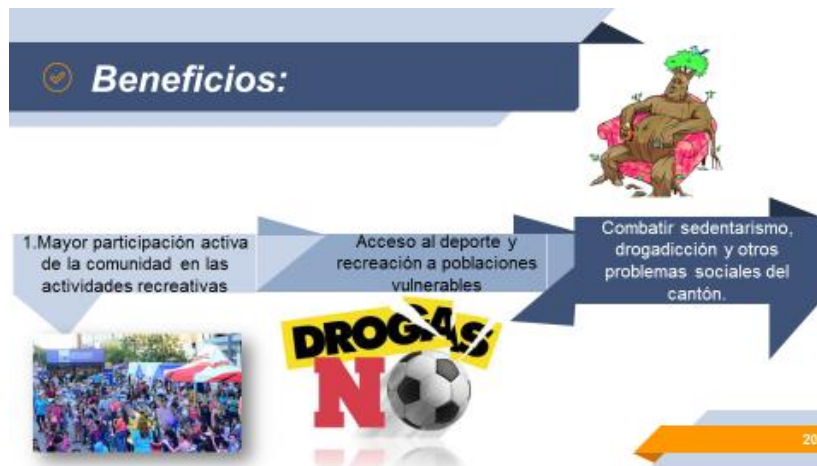 Beneficios:
1.Mayor participación activa
de la comunidad en las
actividades recreativas
Acceso al deporte y
recreación a poblaciones
vulnerables
Combatir sedentarismo,
drogadicción y otros
problemas sociales del
cantón.
DROGAS
NO
20